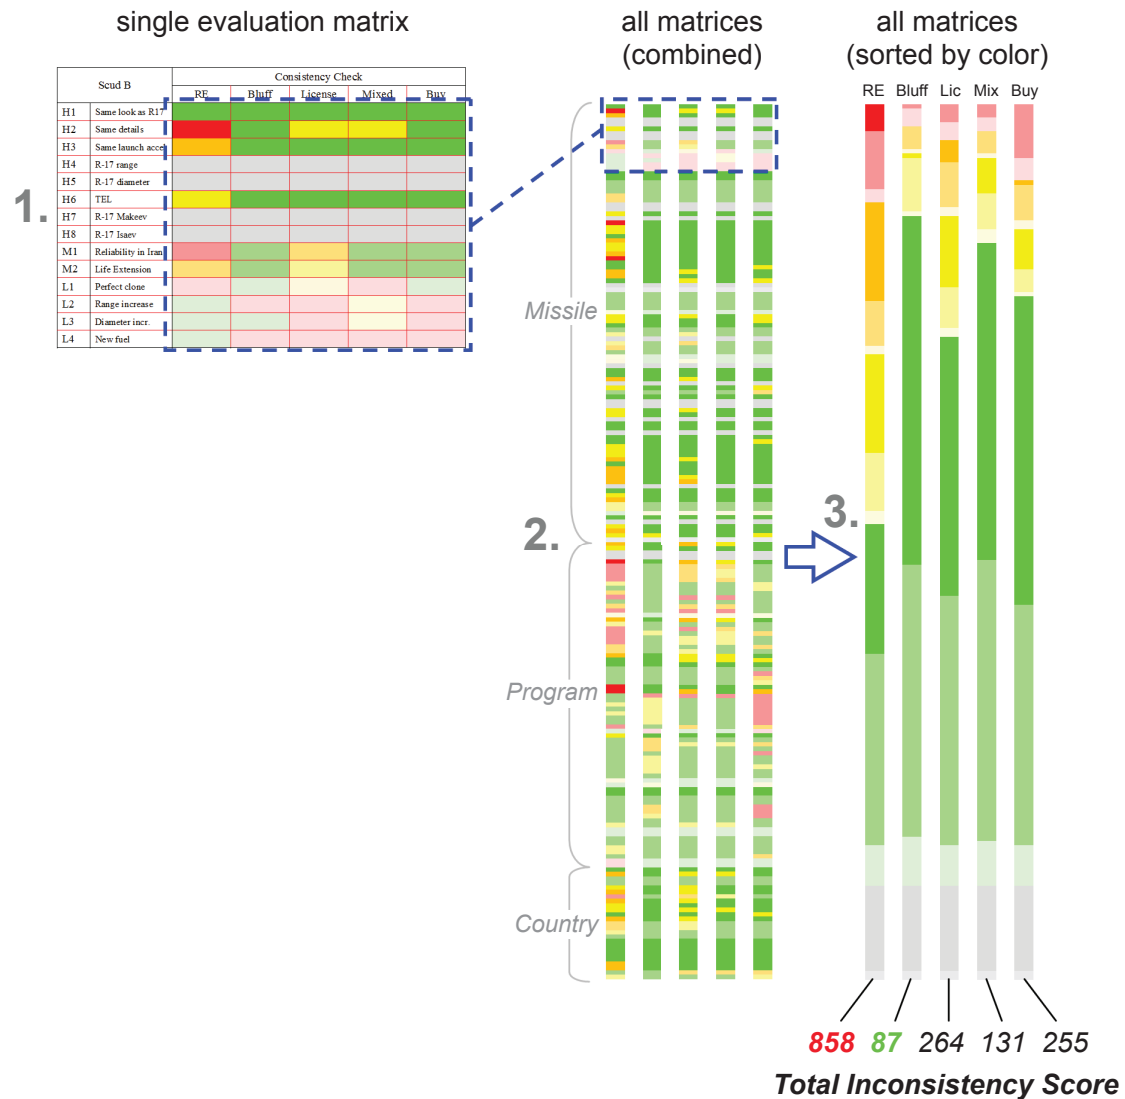 single evaluation matrix
all matrices
(combined)
all matrices
(sorted by color)
Scud B
Consistency Check
RE Bluff License Mixed Buy
H1 Same look as R17
H2 Same details
H3 Same launch accel
H4 R-17 range
H5 R-17 diameter
H6 TEL
H7 R-17 Makeev
H8 R-17 Isaev
M1 Reliability in Iran
M2 Life Extension
L1 Perfect clone
L2 Range increase
L3 Diameter incr.
L4 New fuel
1.
2.
3.
Missile
Program
Country
RE Bluff Lic Mix Buy
858 87 264 131 255
Total Inconsistency Score